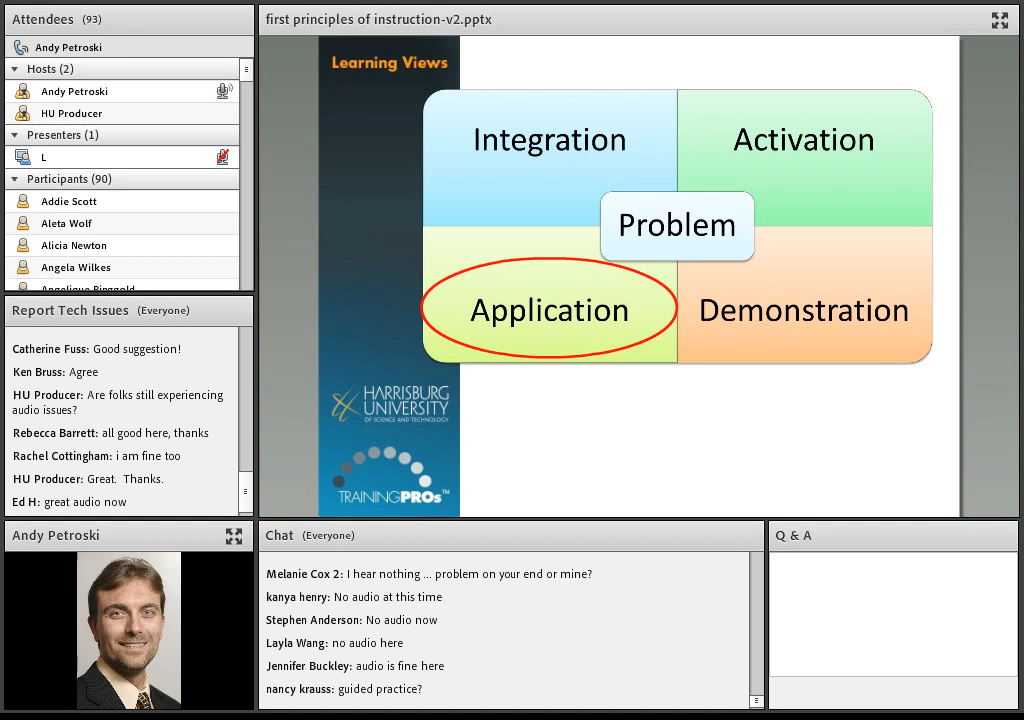 Attendees (93)
Andy Petroski
Hosts (2)
Andy Petroski
HU Producer
Presenters (1)
L
Participants (90)
Addie Scott
Aleta Wolf
Alicia Newton
Angela Wilkes
Angelique Ringgold
Report Tech Issues (Everyone)
Catherine Fuss: Good suggestion!
Ken Bruss: Agree
HU Producer: Are folks still experiencing
audio issues?
Rebecca Barrett: all good here, thanks
Rachel Cottingham: i am fine too
HU Producer: Great. Thanks.
Ed H: great audio now
Andy Petroski
first principles of instruction-v2.pptx
Learning Views
Integration
Activation
Problem
Application
Demonstration
HARRISBURG
UNIVERSITY
OF SCIENCE AND TECHNOLOGY
TRAININGPROs™
Chat (Everyone)
Melanie Cox 2: I hear nothing ... problem on your end or mine?
kanya henry: No audio at this time
Stephen Anderson: No audio now
Layla Wang: no audio here
Jennifer Buckley: audio is fine here
nancy krauss: guided practice?
Q & A